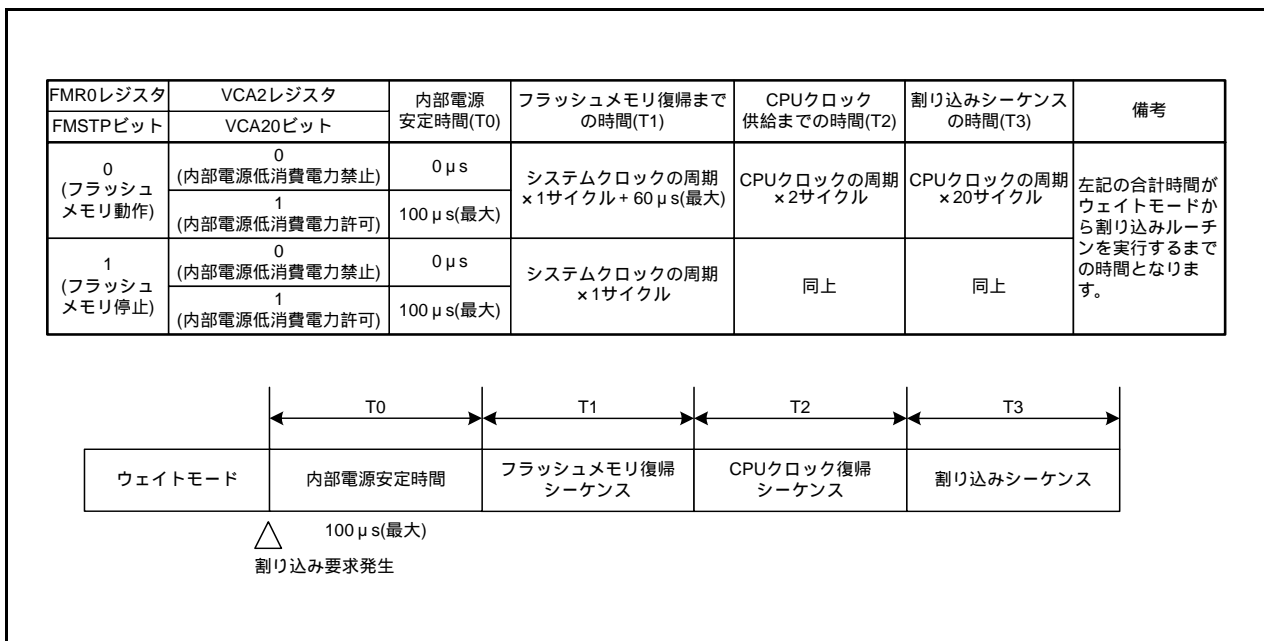 FMR0レジスタ
FMSTPビット
VCA2レジスタ
VCA20ビット
内部電源
安定時間(T0)
フラッシュメモリ復帰まで
の時間(T1)
CPUクロック
供給までの時間(T2)
割り込みシーケンス
の時間(T3)
備考
0
(フラッシュ
メモリ動作)
0
(内部電源低消費電力禁止)
0μs
1
(内部電源低消費電力許可)
100μs(最大)
システムクロックの周期
×1サイクル + 60μs(最大)
CPUクロックの周期
×2サイクル
CPUクロックの周期
×20サイクル
左記の合計時間が
ウェイトモードか
ら割り込みルーチ
ンを実行するまで
の時間となりま
す。
1
(フラッシュ
メモリ停止)
0
(内部電源低消費電力禁止)
0μs
1
(内部電源低消費電力許可)
100μs(最大)
システムクロックの周期
×1サイクル
同上
同上
T0
T1
T2
T3
ウェイトモード
内部電源安定時間
フラッシュメモリ復帰
シーケンス
CPUクロック復帰
シーケンス
割り込みシーケンス
100μs(最大)
割り込み要求発生